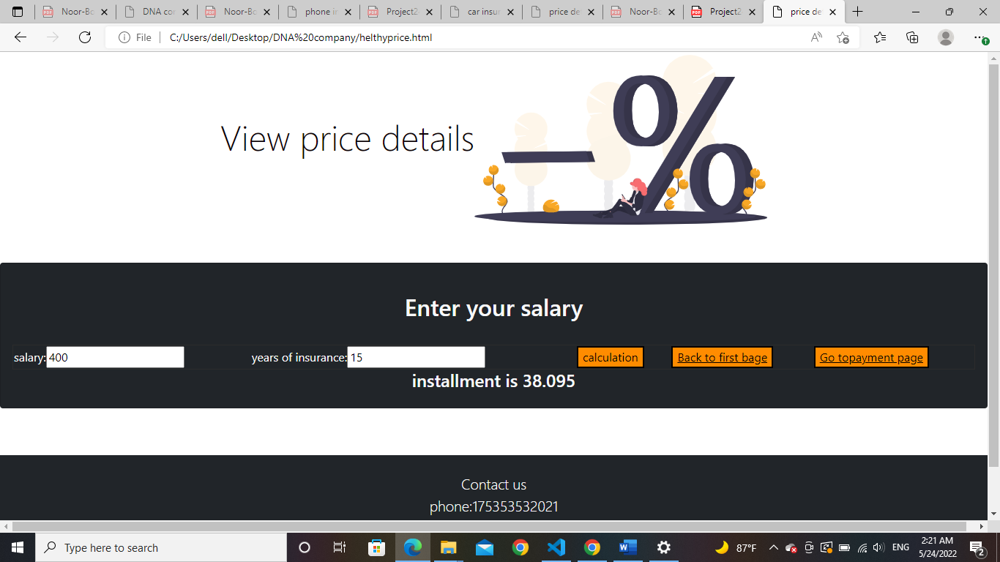 Noor-Bo
DNA con
Noor-Bo
phone in
Project2
car insur
price det
Noor-Bo
Project2
price det
File
C:/Users/dell/Desktop/DNA%20company/helthyprice.html
View price details
Enter your salary
salary: 400 years of insurance: 15 calculation Back to first bage Go topayment page
installment is 38.095
Contact us
phone:175353532021
Type here to search
87°F
ENG
2:21 AM
5/24/2022
2